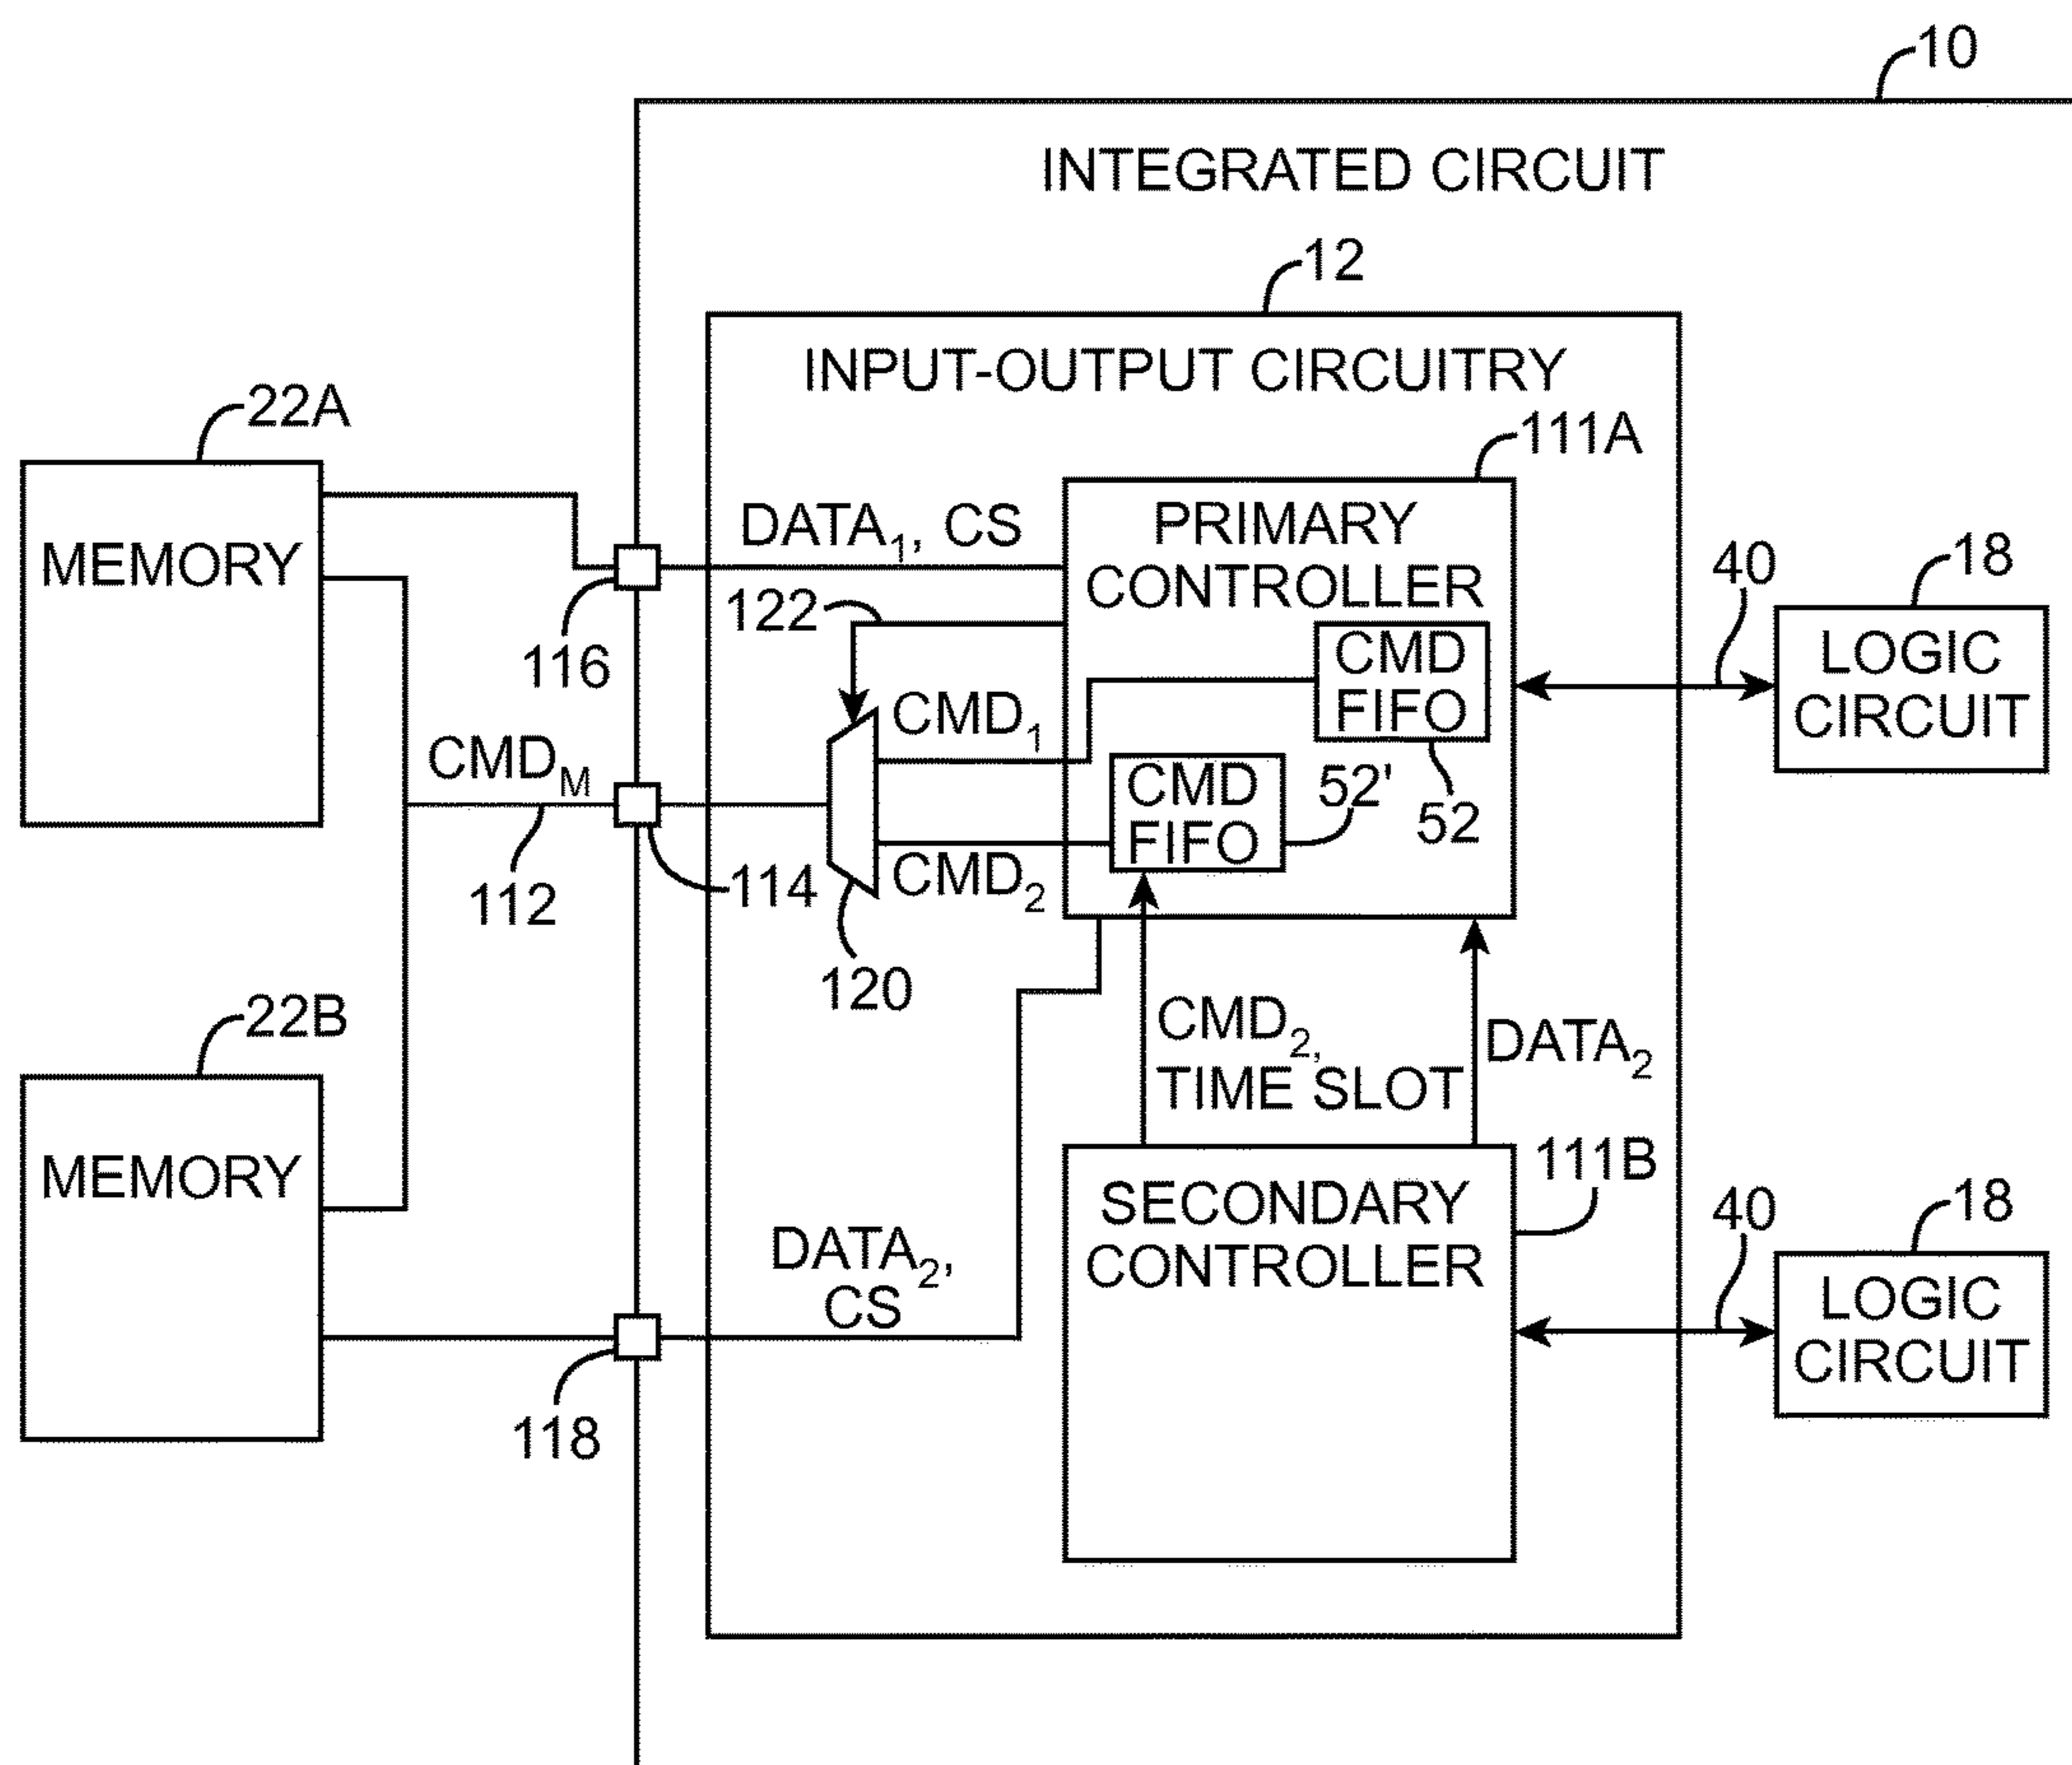 10
INTEGRATED CIRCUIT
12
INPUT-OUTPUT CIRCUITRY
22A
MEMORY
111A
DATA₁, CS
PRIMARY
CONTROLLER
122
116
CMD
FIFO
52
40
18
LOGIC
CIRCUIT
CMD₁
CMD_M
112
114
CMD
FIFO
52'
CMD₂
120
22B
MEMORY
CMD₂,
TIME SLOT
DATA₂
111B
SECONDARY
CONTROLLER
40
18
LOGIC
CIRCUIT
DATA₂,
CS
118